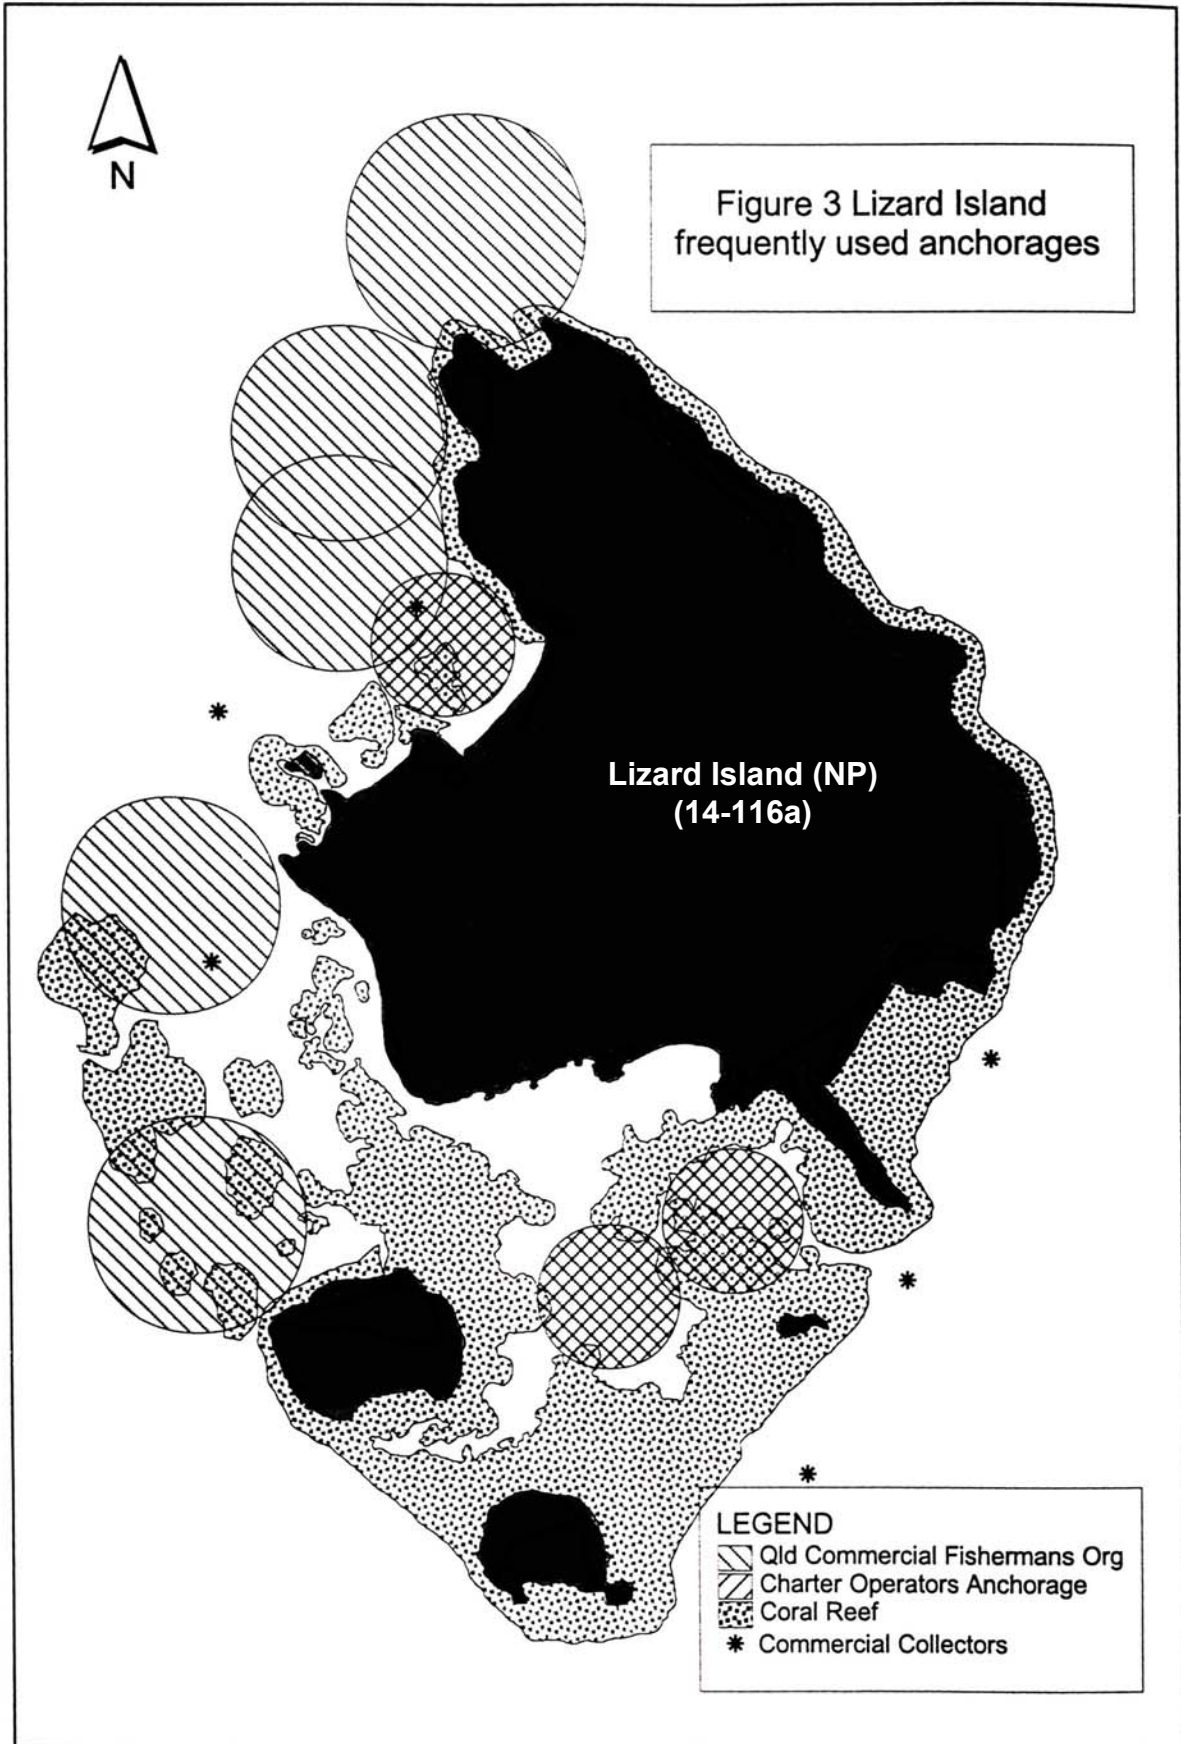 N
Figure 3 Lizard Island
frequently used anchorages
Lizard Island (NP)
(14-116a)
LEGEND
Qld Commercial Fishermans Org
Charter Operators Anchorage
Coral Reef
Commercial Collectors